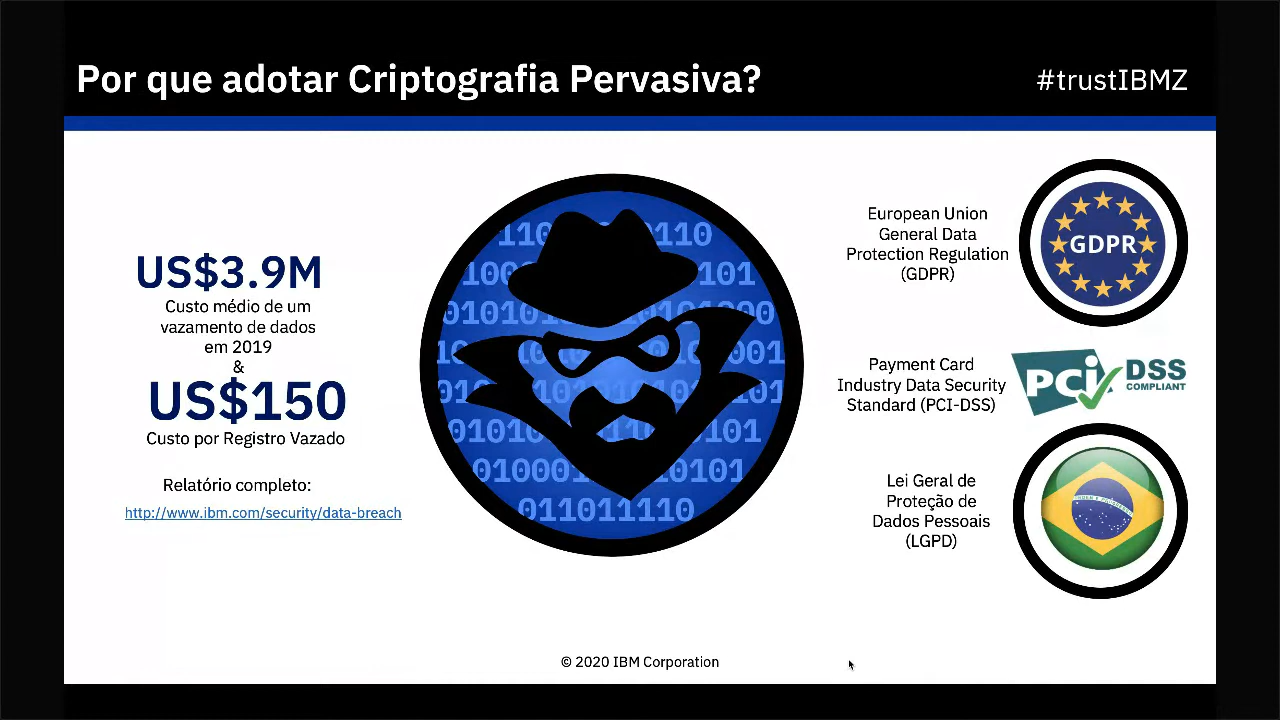 Por que adotar Criptografia Pervasiva?
#trustIBMZ
US$3.9M
Custo médio de um
vazamento de dados
em 2019
&
US$150
Custo por Registro Vazado
Relatório completo:
http://www.ibm.com/security/data-breach
European Union
General Data
Protection Regulation
(GDPR)
GDPR
Payment Card
Industry Data Security
Standard (PCI-DSS)
PCi DSS
COMPLIANT
Lei Geral de
Proteção de
Dados Pessoais
(LGPD)
011011110
© 2020 IBM Corporation